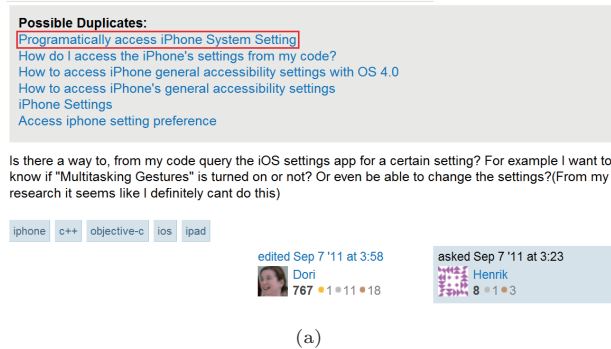 Possible Duplicates:
Programatically access iPhone System Setting
How do I access the iPhone's settings from my code?
How to access iPhone general accessibility settings with OS 4.0
How to access iPhone's general accessibility settings
iPhone Settings
Access iphone setting preference
Is there a way to, from my code query the iOS settings app for a certain setting? For example I want to
know if "Multitasking Gestures" is turned on or not? Or even be able to change the settings?(From my
research it seems like I definitely cant do this)
iphone c++ objective-c ios ipad
edited Sep 7 '11 at 3:58
Dori
767 ●1 ●11 ●18
asked Sep 7 '11 at 3:23
Henrik
8 ●1 ●3
(a)